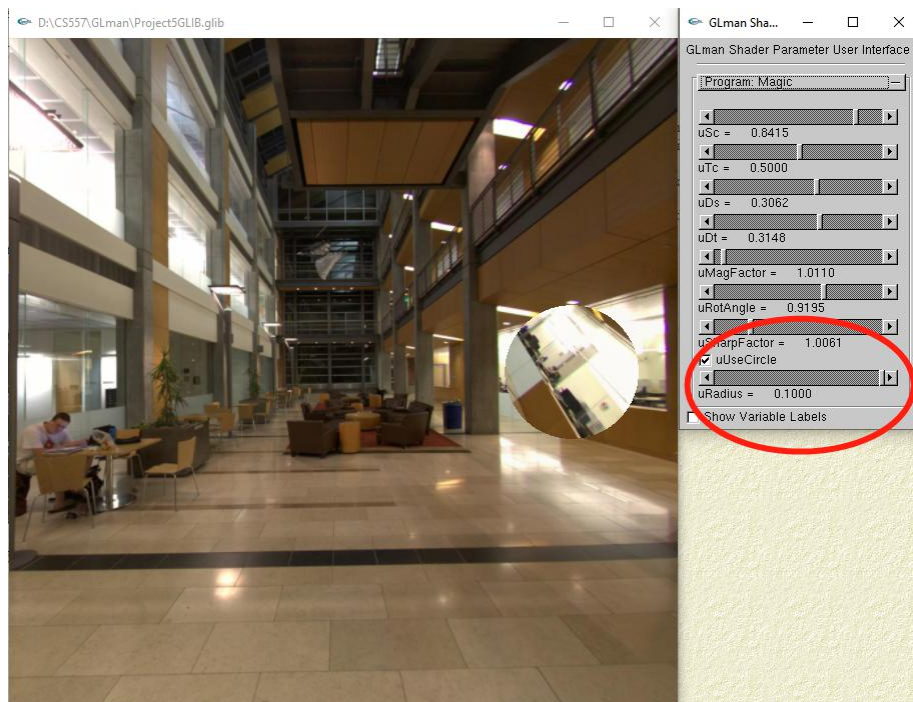 D:\CS557\GLman\Project5GLIB.glib
GLman Sha...
GLman Shader Parameter User Interface
Program: Magic
uSc = 0.8415
uTc = 0.5000
uDs = 0.3062
uDt = 0.3148
uMagFactor = 1.0110
uRotAngle = 0.9195
uSharpFactor = 1.0061
uUseCircle
uRadius = 0.1000
Show Variable Labels